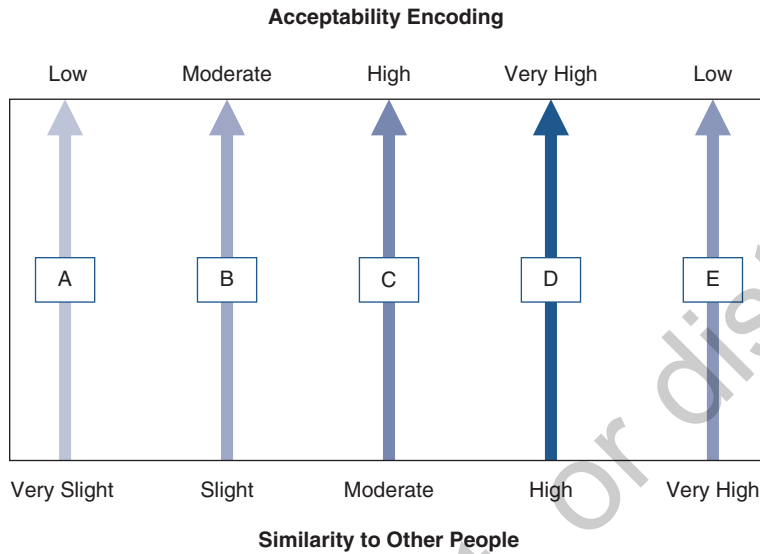 Acceptability Encoding
Low Moderate High Very High Low
A B C D E
Very Slight Slight Moderate High Very High
Similarity to Other People
or